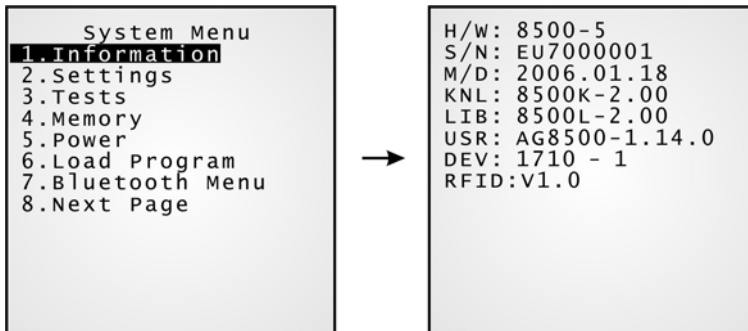 System Menu
1.Information
2.Settings
3.Tests
4.Memory
5.Power
6.Load Program
7.Bluetooth Menu
8.Next Page
H/W: 8500-5
S/N: EU7000001
M/D: 2006.01.18
KNL: 8500K-2.00
LIB: 8500L-2.00
USR: AG8500-1.14.0
DEV: 1710 - 1
RFID:V1.0